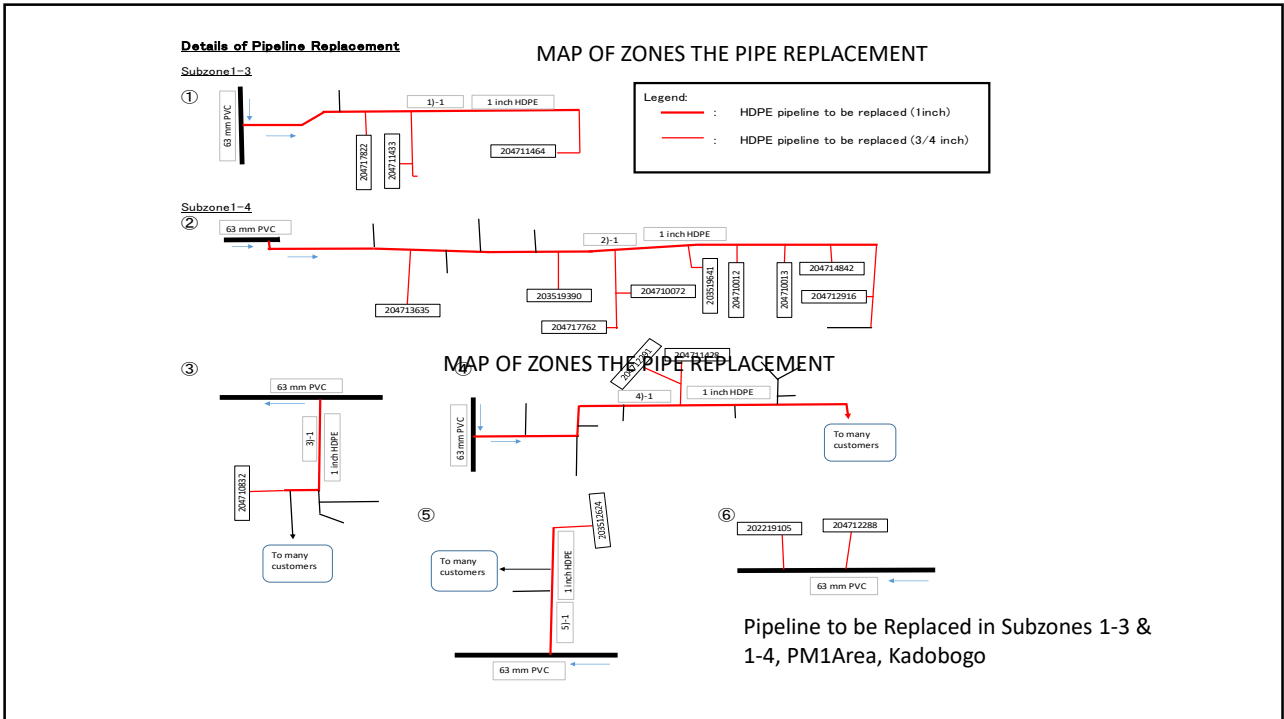 Details of Pipeline Replacement
MAP OF ZONES THE PIPE REPLACEMENT
Subzone1-3
①
63 mm PVC
1)-1
1 inch HDPE
204717822
204711433
204711464
Legend:
: HDPE pipeline to be replaced (1inch)
: HDPE pipeline to be replaced (3/4 inch)
Subzone1-4
②
63 mm PVC
2)-1
1 inch HDPE
204713635
203519390
204710072
204717762
203519641
204710012
204710013
204714842
204712916
MAP OF ZONES THE PIPE REPLACEMENT
③
63 mm PVC
3)-1
1 inch HDPE
204710832
To many
customers
④
63 mm PVC
204711428
4)-1
1 inch HDPE
To many
customers
⑤
203512624
To many
customers
1 inch HDPE
5)-1
63 mm PVC
⑥
202219105
204712288
63 mm PVC
Pipeline to be Replaced in Subzones 1-3 &
1-4, PM1Area, Kadobogo